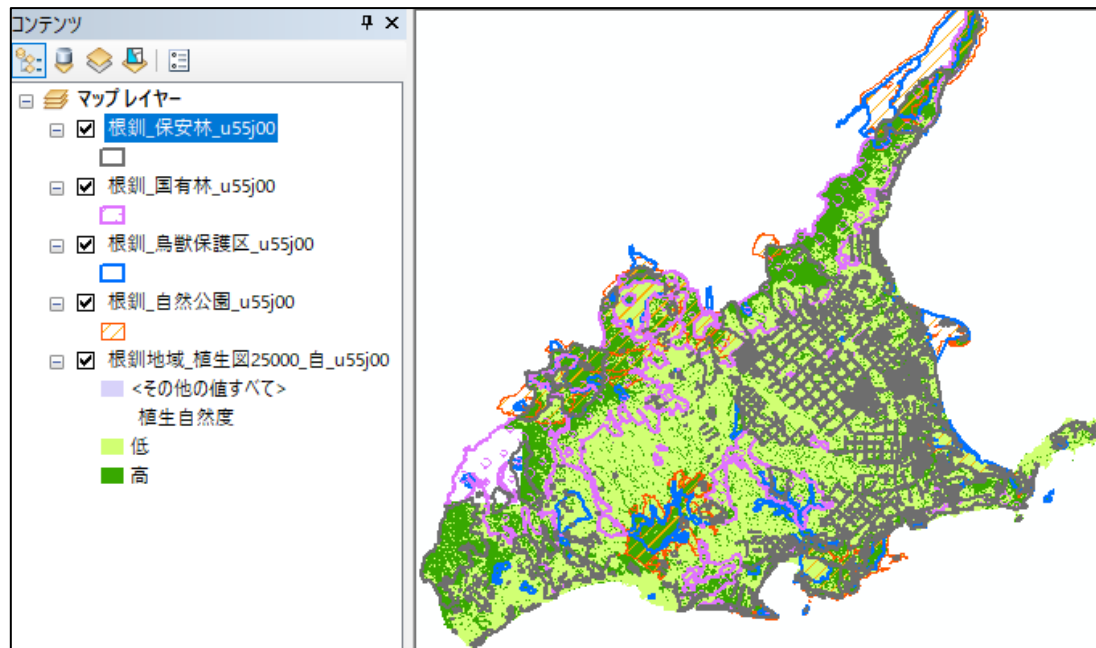 コンテンツ
マップ レイヤー
根釧_保安林_u55j00
根釧_国有林_u55j00
根釧_鳥獣保護区_u55j00
根釧_自然公園_u55j00
根釧地域_植生図25000_自_u55j00
<その他の値すべて>
植生自然度
低
高